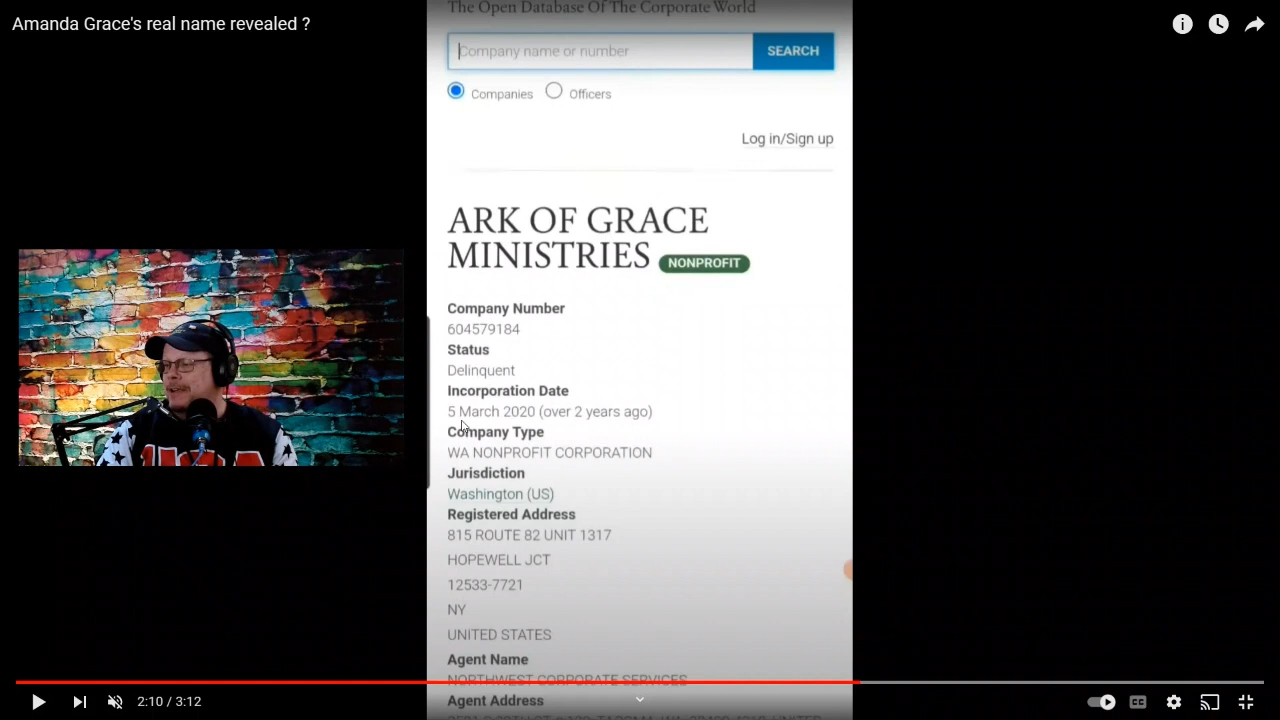 Amanda Grace's real name revealed ?
The Open Database Of The Corporate World
Company name or number
SEARCH
Companies Officers
Log in/Sign up
ARK OF GRACE
MINISTRIES NONPROFIT
Company Number
604579184
Status
Delinquent
Incorporation Date
5 March 2020 (over 2 years ago)
Company Type
WA NONPROFIT CORPORATION
Jurisdiction
Washington (US)
Registered Address
815 ROUTE 82 UNIT 1317
HOPEWELL JCT
12533-7721
NY
UNITED STATES
Agent Name
NORTHWEST CORPORATE SERVICES
Agent Address
2:10 / 3:12
CC